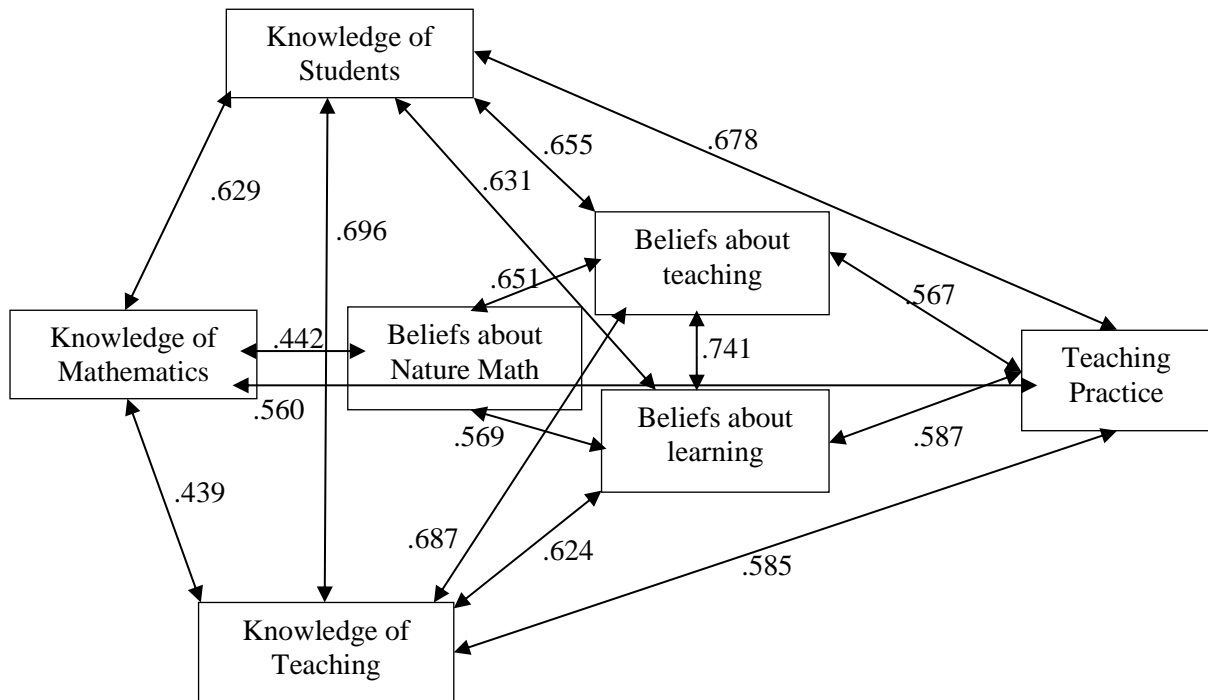 Knowledge of
Students
.678
.655
.631
.629
.696
Beliefs about
teaching
.651
.567
Knowledge of
Mathematics
.442
Beliefs about
Nature Math
.741
Teaching
Practice
.560
.569
Beliefs about
learning
.587
.439
.687
.624
.585
Knowledge of
Teaching